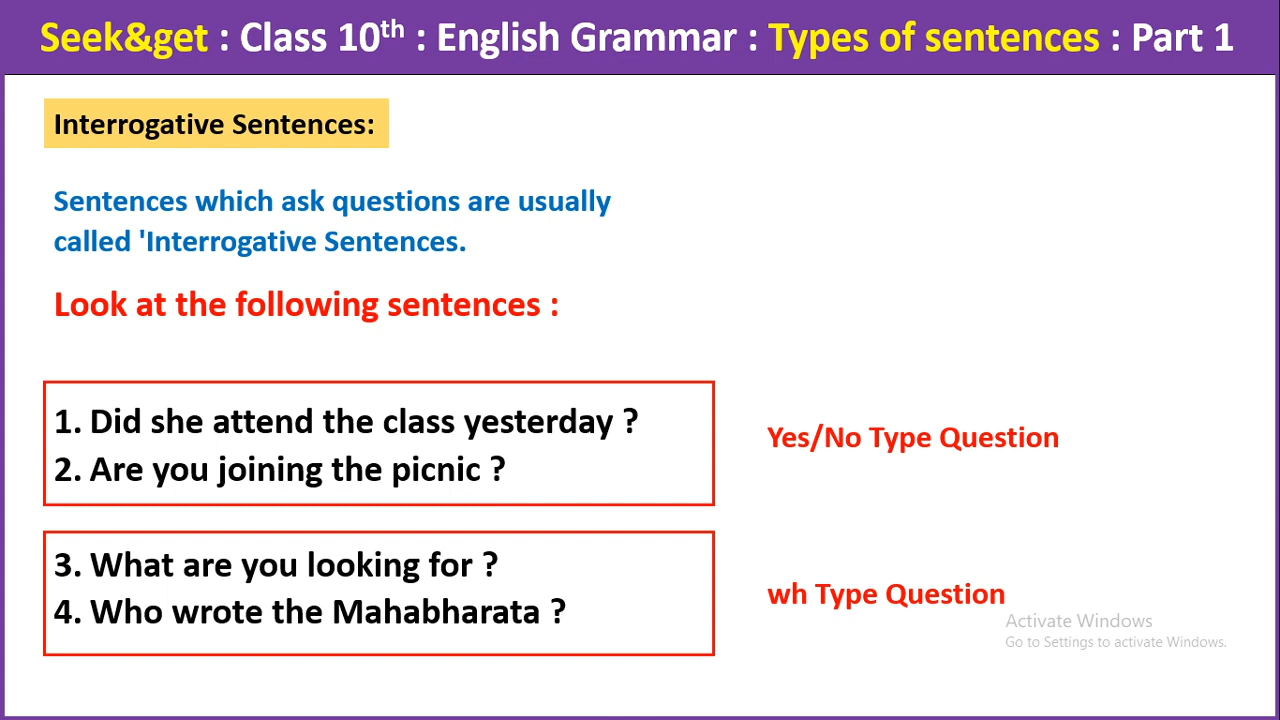 Seek&get : Class 10th : English Grammar : Types of sentences : Part 1
Interrogative Sentences:
Sentences which ask questions are usually
called 'Interrogative Sentences.
Look at the following sentences :
1. Did she attend the class yesterday ?
2. Are you joining the picnic ?
Yes/No Type Question
3. What are you looking for ?
4. Who wrote the Mahabharata ?
wh Type Question
Activate Windows
Go to Settings to activate Windows.